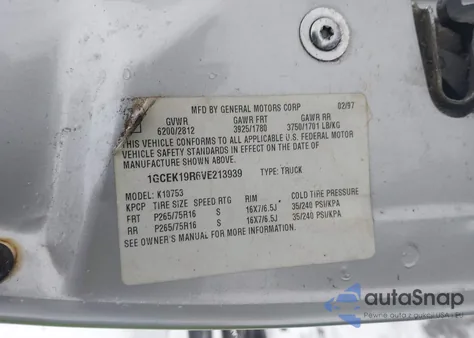 MFD BY GENERAL MOTORS CORP 02/97
GVWR GAWR FRT GAWR RR
6200/2812 3925/1780 3750/1701 LB/KG
THIS VEHICLE CONFORMS TO ALL APPLICABLE U.S. FEDERAL MOTOR
VEHICLE SAFETY STANDARDS IN EFFECT ON THE DATE OF
MANUFACTURE SHOWN ABOVE.
1GCEK19R6VE213939 TYPE: TRUCK
MODEL: K10753
KPCP TIRE SIZE SPEED RTG RIM COLD TIRE PRESSURE
FRT P265/75R16 S 16X7/6.5J 35/240 PSI/KPA
RR P265/75R16 S 16X7/6.5J 35/240 PSI/KPA
SEE OWNER'S MANUAL FOR MORE INFORMATION.
autoSnap
Pewne auta z aukcji USA